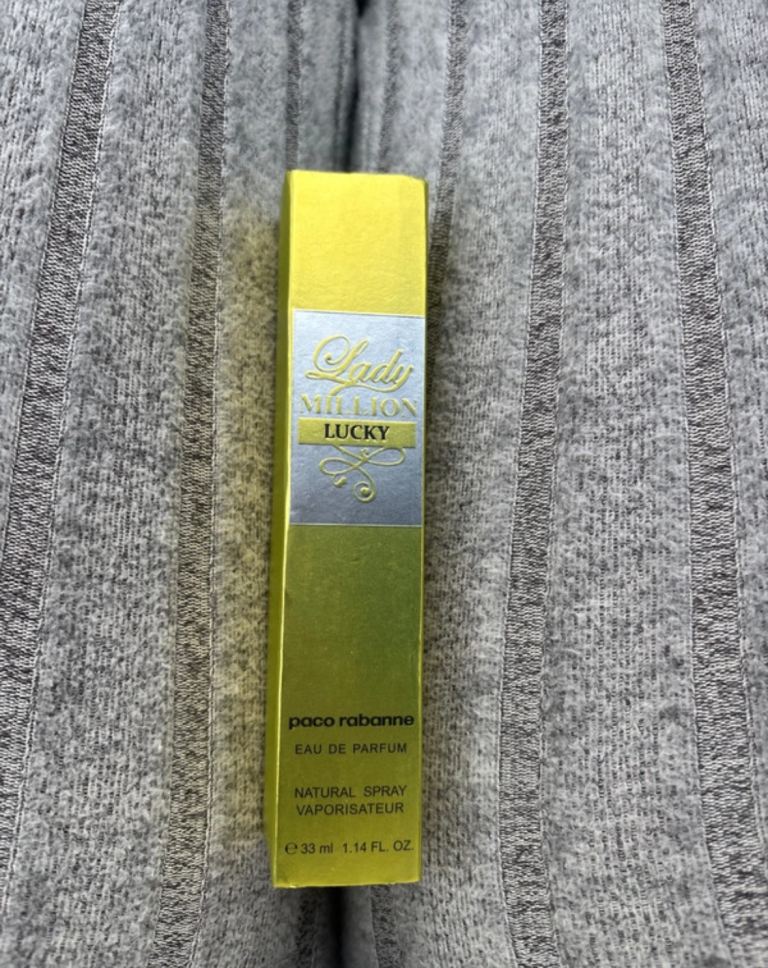 Lady
MILLION
LUCKY
paco rabanne
EAU DE PARFUM
NATURAL SPRAY
VAPORISATEUR
℮ 33 ml 1.14 FL. OZ.